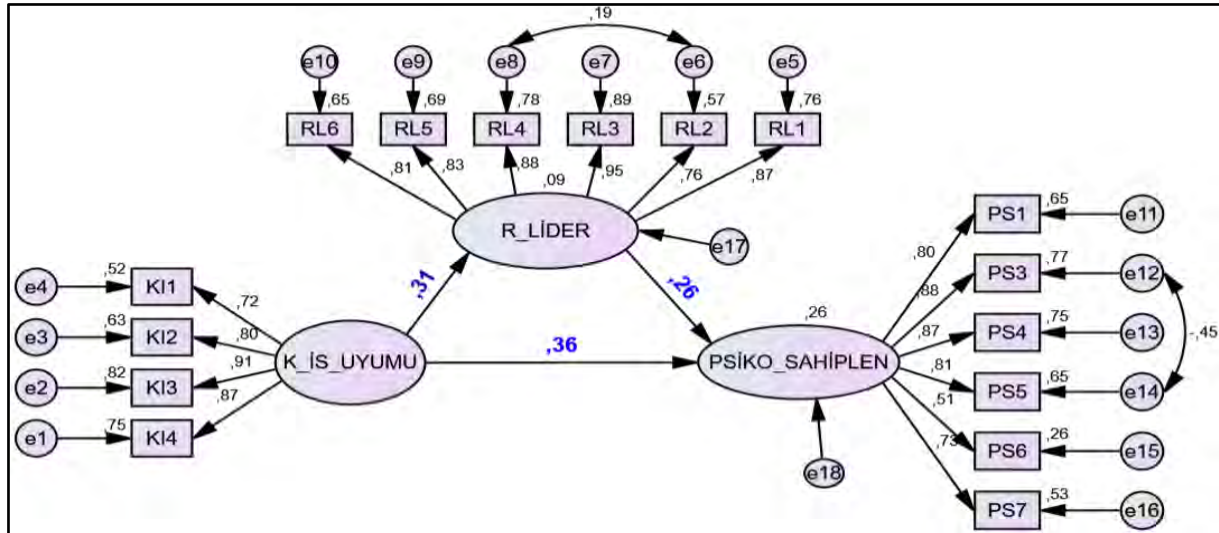 ,19
e10 e9 e8 e7 e6 e5
,65 ,69 ,78 ,89 ,57 ,76
RL6 RL5 RL4 RL3 RL2 RL1
,81 ,83 ,88 ,95 ,76 ,87
,09
R_LİDER
e17
,31
,26
,36
e4 ,52 KI1 ,72
e3 ,63 KI2 ,80
e2 ,82 KI3 ,91
e1 ,75 KI4 ,87
K_İS_UYUMU
,26
PSİKO_SAHİPLEN
e18
,80 PS1 ,65 e11
,88 PS3 ,77 e12
,87 PS4 ,75 e13
,81 PS5 ,65 e14
,51 PS6 ,26 e15
,73 PS7 ,53 e16
-,45